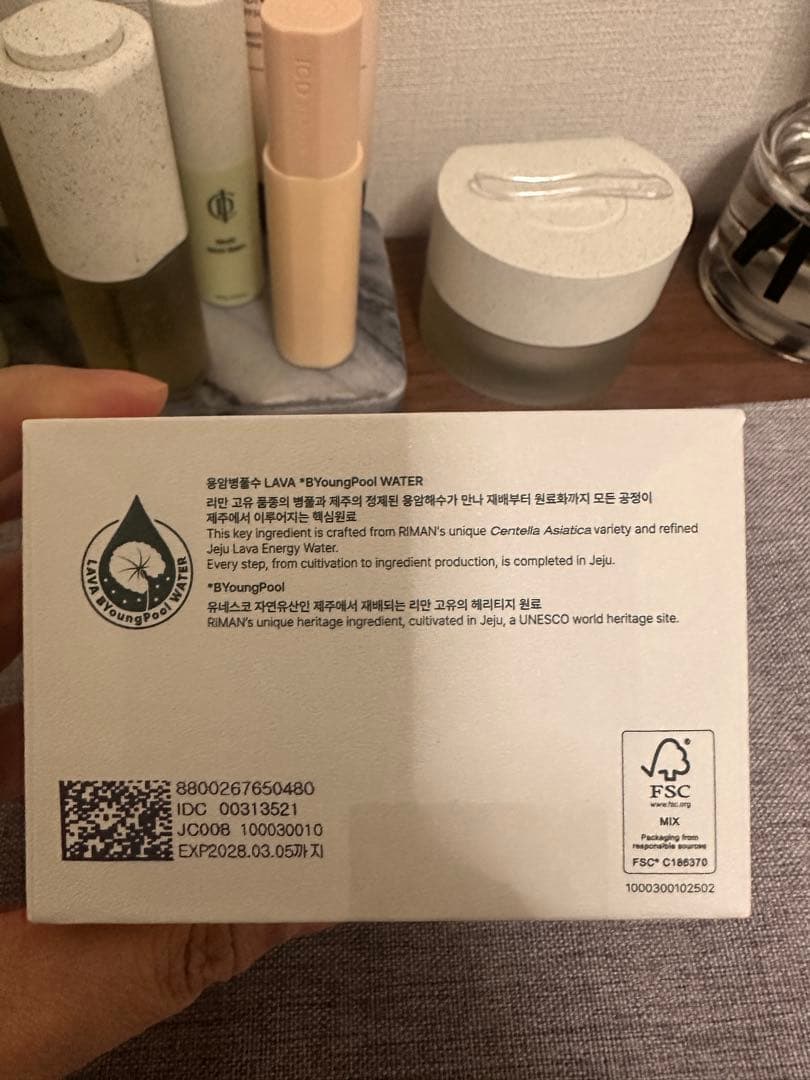 용암병풀수 LAVA *BYoungPool WATER
리만 고유 품종의 병풀과 제주의 정제된 용암해수가 만나 재배부터 원료화까지 모든 공정이
제주에서 이루어지는 핵심원료
This key ingredient is crafted from RIMAN's unique Centella Asiatica variety and refined
Jeju Lava Energy Water.
Every step, from cultivation to ingredient production, is completed in Jeju.
*BYoungPool
유네스코 자연유산인 제주에서 재배되는 리만 고유의 헤리티지 원료
RIMAN's unique heritage ingredient, cultivated in Jeju, a UNESCO world heritage site.
LAVA BYoungPool WATER
8800267650480
IDC 00313521
JC008 100030010
EXP2028.03.05까지
FSC®
www.fsc.org
MIX
Packaging from
responsible sources
FSC® C186370
1000300102502